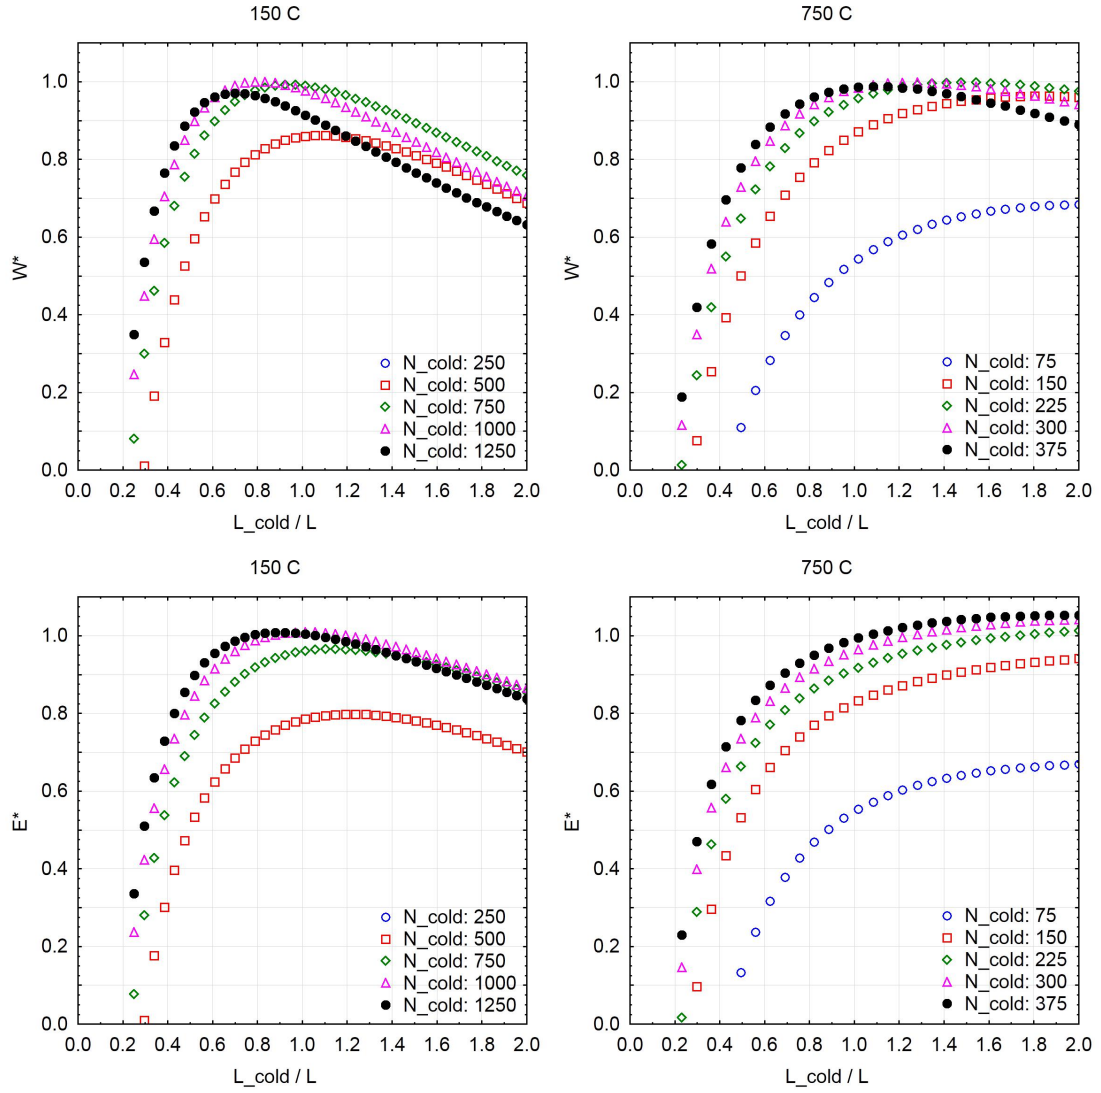 150 C
W*
1.0
0.8
0.6
0.4
0.2
0.0
N_cold: 250
N_cold: 500
N_cold: 750
N_cold: 1000
N_cold: 1250
0.0 0.2 0.4 0.6 0.8 1.0 1.2 1.4 1.6 1.8 2.0
L_cold / L
750 C
W*
1.0
0.8
0.6
0.4
0.2
0.0
N_cold: 75
N_cold: 150
N_cold: 225
N_cold: 300
N_cold: 375
0.0 0.2 0.4 0.6 0.8 1.0 1.2 1.4 1.6 1.8 2.0
L_cold / L
150 C
E*
1.0
0.8
0.6
0.4
0.2
0.0
N_cold: 250
N_cold: 500
N_cold: 750
N_cold: 1000
N_cold: 1250
0.0 0.2 0.4 0.6 0.8 1.0 1.2 1.4 1.6 1.8 2.0
L_cold / L
750 C
E*
1.0
0.8
0.6
0.4
0.2
0.0
N_cold: 75
N_cold: 150
N_cold: 225
N_cold: 300
N_cold: 375
0.0 0.2 0.4 0.6 0.8 1.0 1.2 1.4 1.6 1.8 2.0
L_cold / L